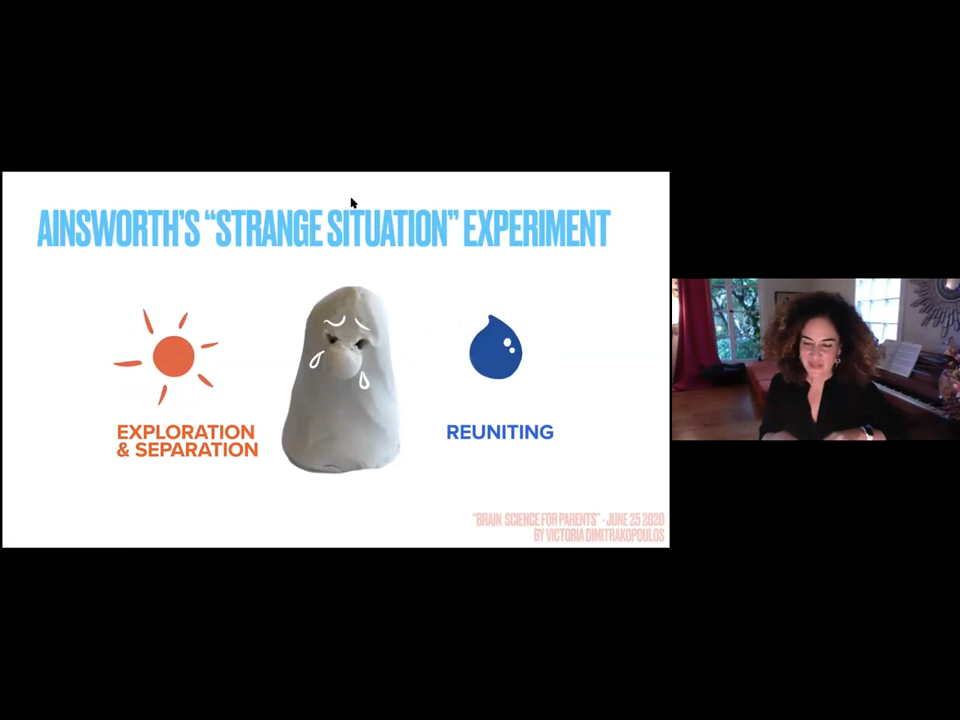 AINSWORTH'S “STRANGE SITUATION” EXPERIMENT
EXPLORATION
& SEPARATION
REUNITING
“BRAIN SCIENCE FOR PARENTS” - JUNE 25 2020
BY VICTORIA DIMITRAKOPOULOS